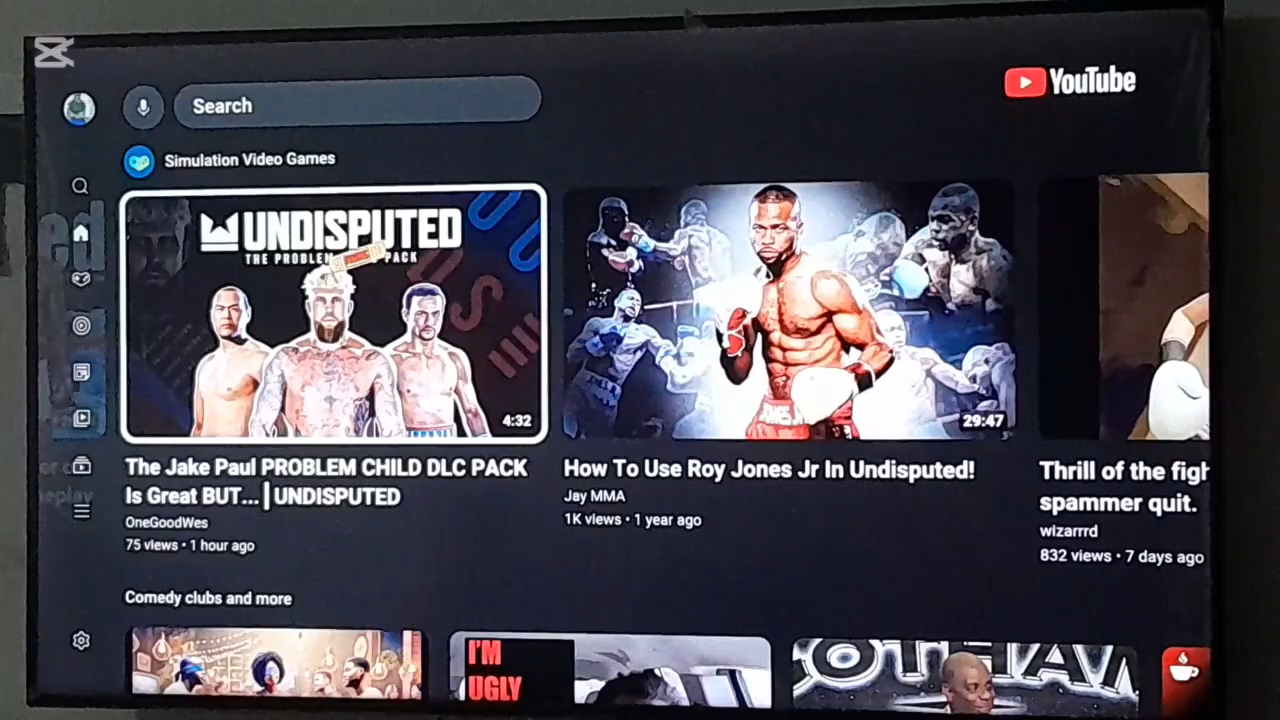 Search
YouTube
Simulation Video Games
UNDISPUTED
THE PROBLEM PACK
4:32
29:47
The Jake Paul PROBLEM CHILD DLC PACK
Is Great BUT... | UNDISPUTED
OneGoodWes
75 views • 1 hour ago
How To Use Roy Jones Jr In Undisputed!
Jay MMA
1K views • 1 year ago
Thrill of the figh
spammer quit.
wizarrrd
832 views • 7 days ago
Comedy clubs and more
I'M
UGLY